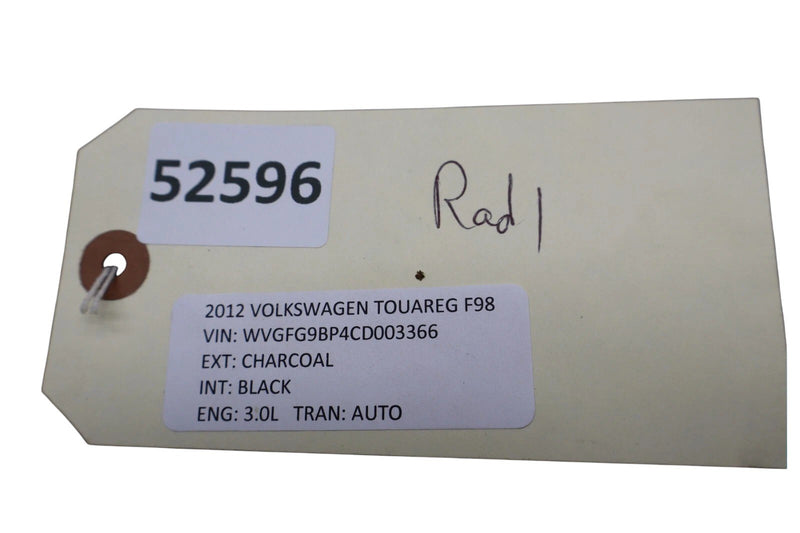 52596
Rad 1
2012 VOLKSWAGEN TOUAREG F98
VIN: WVGFG9BP4CD003366
EXT: CHARCOAL
INT: BLACK
ENG: 3.0L TRAN: AUTO